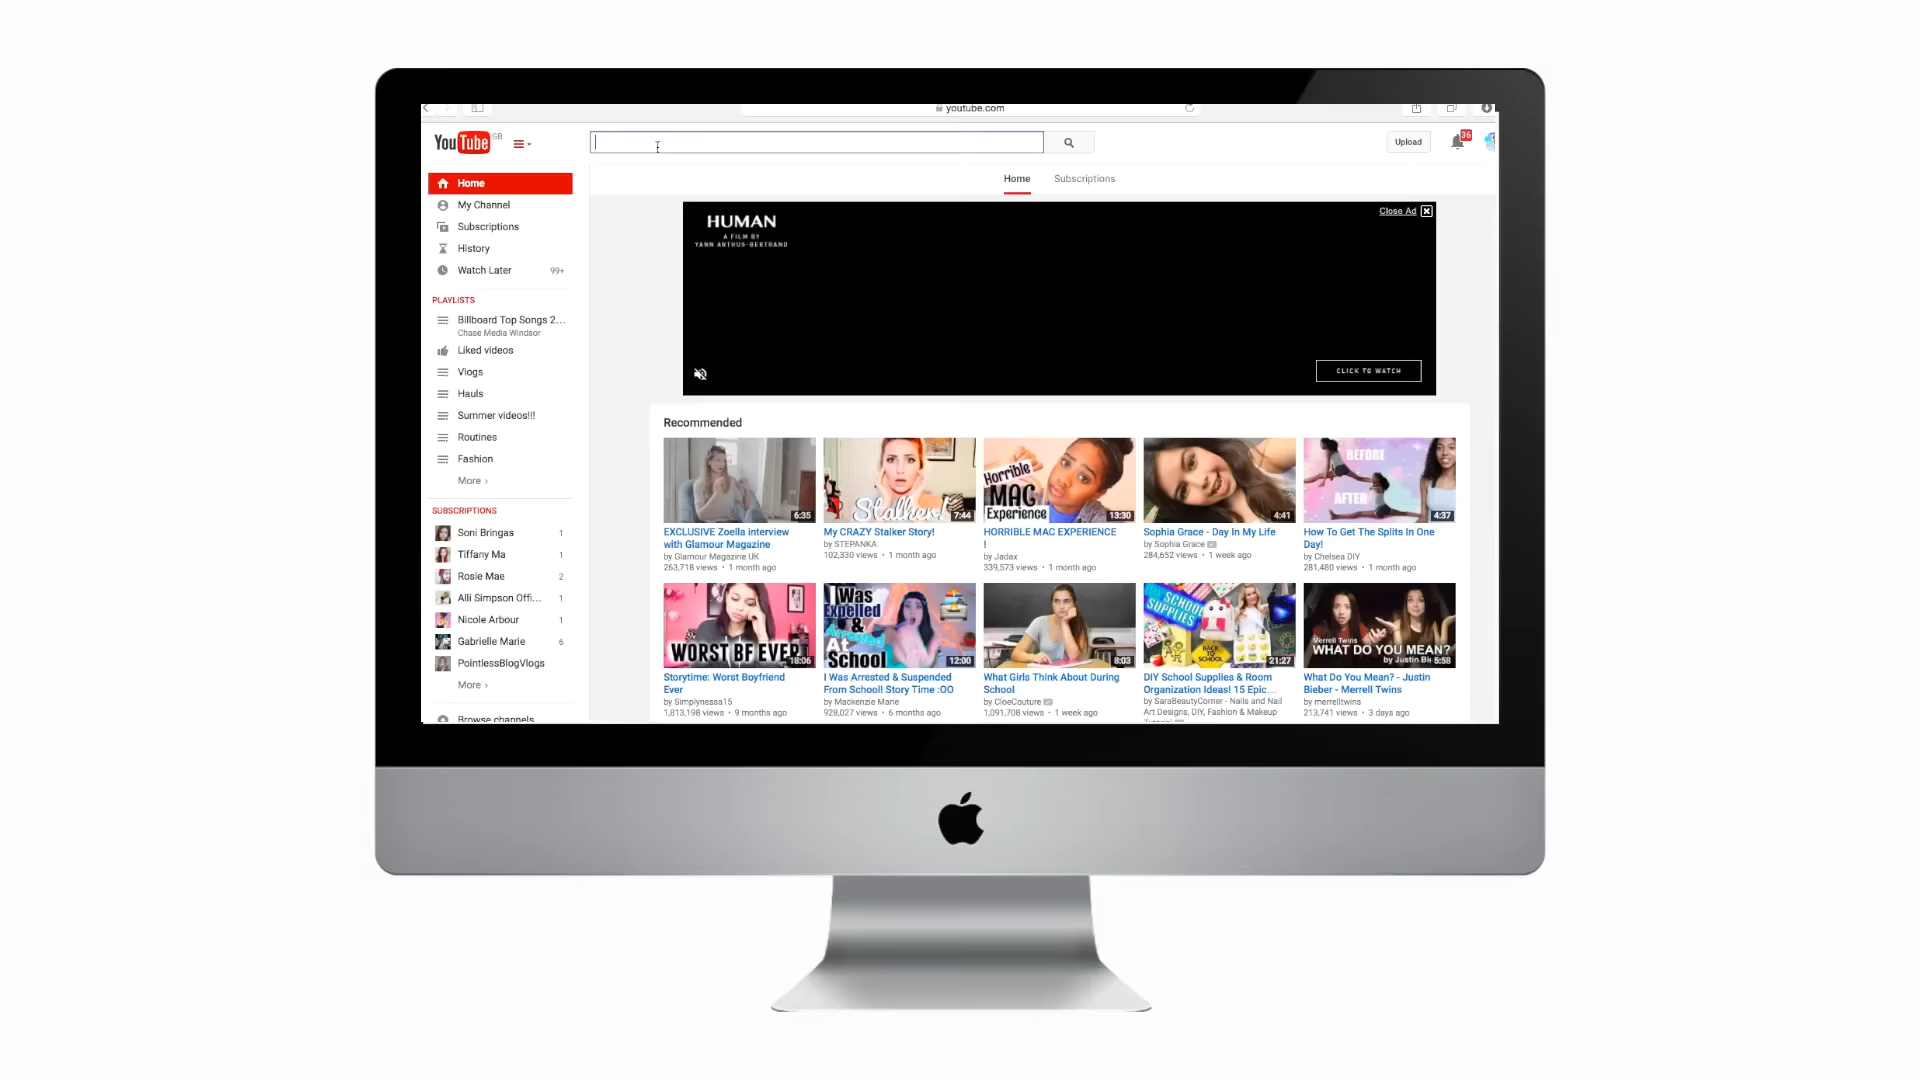 youtube.com
YouTube GB
Upload
36
Home
My Channel
Subscriptions
History
Watch Later 99+
PLAYLISTS
Billboard Top Songs 2...
Chase Media Windsor
Liked videos
Vlogs
Hauls
Summer videos!!!
Routines
Fashion
More ›
SUBSCRIPTIONS
Soni Bringas 1
Tiffany Ma 1
Rosie Mae 2
Alli Simpson Offi... 1
Nicole Arbour 1
Gabrielle Marie 6
PointlessBlogVlogs
More ›
Browse channels
Home Subscriptions
HUMAN
A FILM BY
YANN ARTHUS-BERTRAND
Close Ad
CLICK TO WATCH
Recommended
6:35
EXCLUSIVE Zoella interview
with Glamour Magazine
by Glamour Magazine UK
263,718 views • 1 month ago
Stalker!
7:44
My CRAZY Stalker Story!
by STEPANKA
102,330 views • 1 month ago
Horrible
MAC
Experience
13:30
HORRIBLE MAC EXPERIENCE
!
by Jadax
339,573 views • 1 month ago
4:41
Sophia Grace - Day In My Life
by Sophia Grace
284,652 views • 1 week ago
BEFORE
AFTER
4:37
How To Get The Splits In One
Day!
by Chelsea DIY
281,480 views • 1 month ago
WORST BF EVER
18:06
Storytime: Worst Boyfriend
Ever
by Simplynessa15
1,813,198 views • 9 months ago
I Was
Expelled
&
Arrested
At
School
12:00
I Was Arrested & Suspended
From School! Story Time :OO
by Mackenzie Marie
928,027 views • 6 months ago
8:03
What Girls Think About During
School
by CloeCouture
1,091,708 views • 1 week ago
SCHOOL
SUPPLIES
BACK TO
SCHOOL
21:27
DIY School Supplies & Room
Organization Ideas! 15 Epic...
by SaraBeautyCorner - Nails and Nail
Art Designs, DIY, Fashion & Makeup
Merrell Twins
WHAT DO YOU MEAN?
by Justin Bi
5:58
What Do You Mean? - Justin
Bieber - Merrell Twins
by merrelltwins
213,741 views • 3 days ago